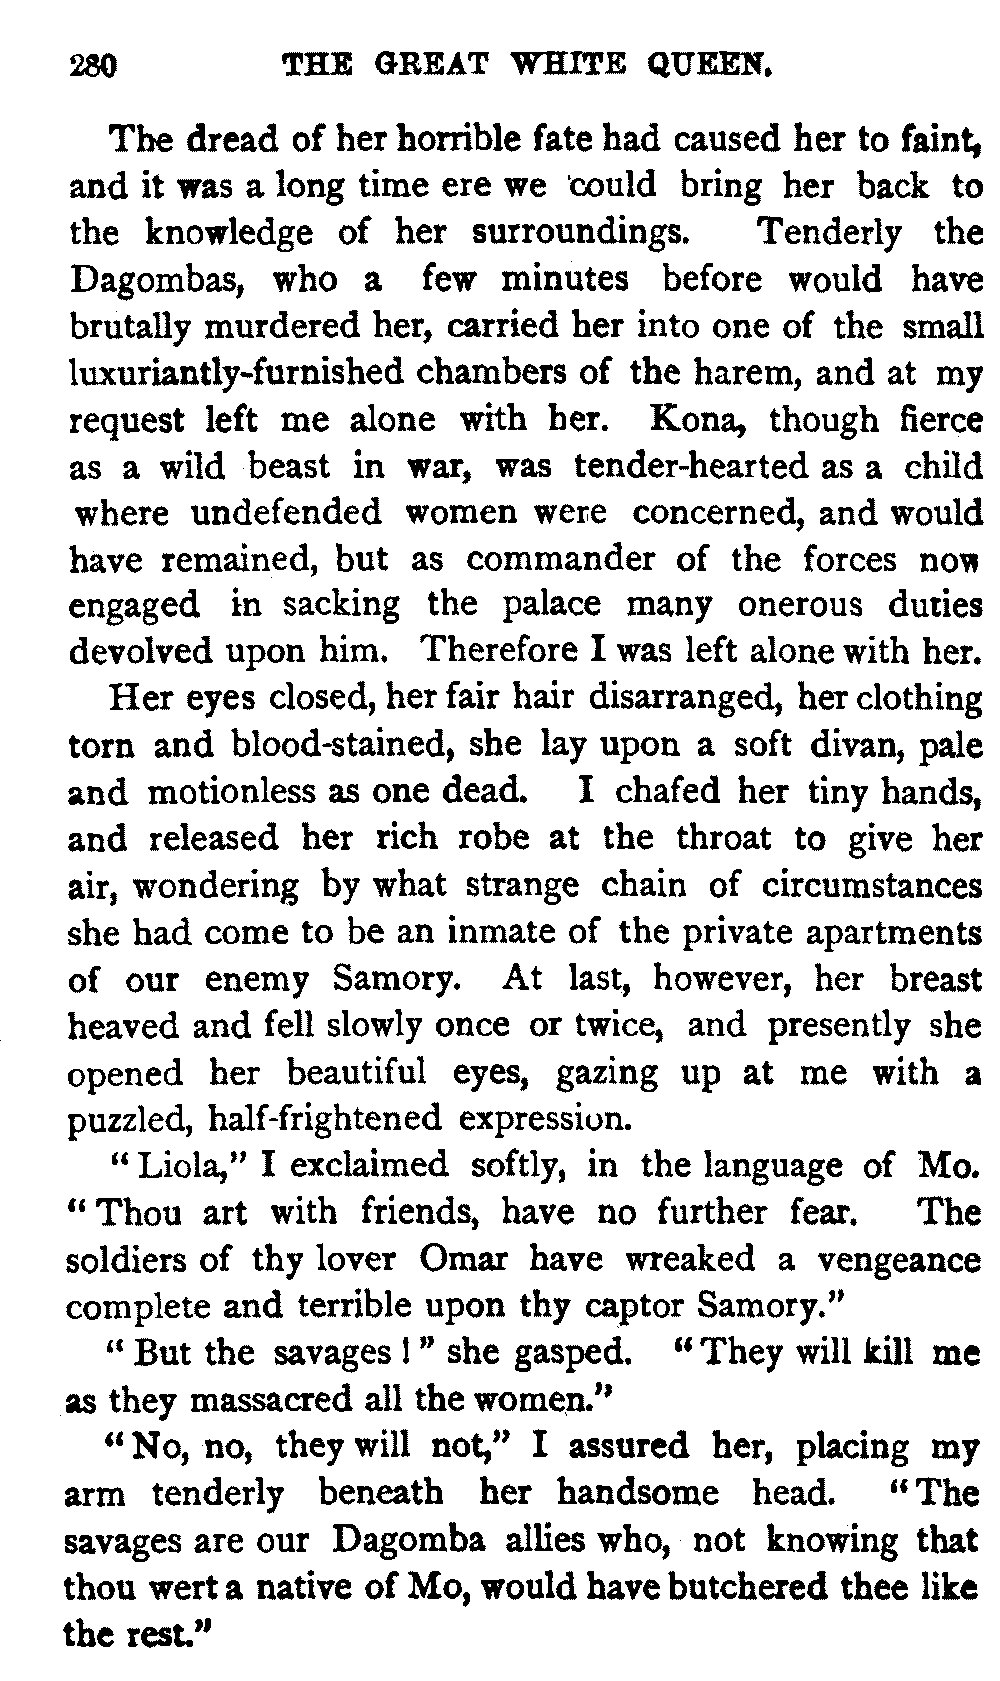 280 THE GREAT WHITE QUEEN.
The dread of her horrible fate had caused her to faint,
and it was a long time ere we could bring her back to
the knowledge of her surroundings. Tenderly the
Dagombas, who a few minutes before would have
brutally murdered her, carried her into one of the small
luxuriantly-furnished chambers of the harem, and at my
request left me alone with her. Kona, though fierce
as a wild beast in war, was tender-hearted as a child
where undefended women were concerned, and would
have remained, but as commander of the forces now
engaged in sacking the palace many onerous duties
devolved upon him. Therefore I was left alone with her.
Her eyes closed, her fair hair disarranged, her clothing
torn and blood-stained, she lay upon a soft divan, pale
and motionless as one dead. I chafed her tiny hands,
and released her rich robe at the throat to give her
air, wondering by what strange chain of circumstances
she had come to be an inmate of the private apartments
of our enemy Samory. At last, however, her breast
heaved and fell slowly once or twice, and presently she
opened her beautiful eyes, gazing up at me with a
puzzled, half-frightened expression.
"Liola," I exclaimed softly, in the language of Mo.
"Thou art with friends, have no further fear. The
soldiers of thy lover Omar have wreaked a vengeance
complete and terrible upon thy captor Samory."
"But the savages!" she gasped. "They will kill me
as they massacred all the women."
"No, no, they will not," I assured her, placing my
arm tenderly beneath her handsome head. "The
savages are our Dagomba allies who, not knowing that
thou wert a native of Mo, would have butchered thee like
the rest."